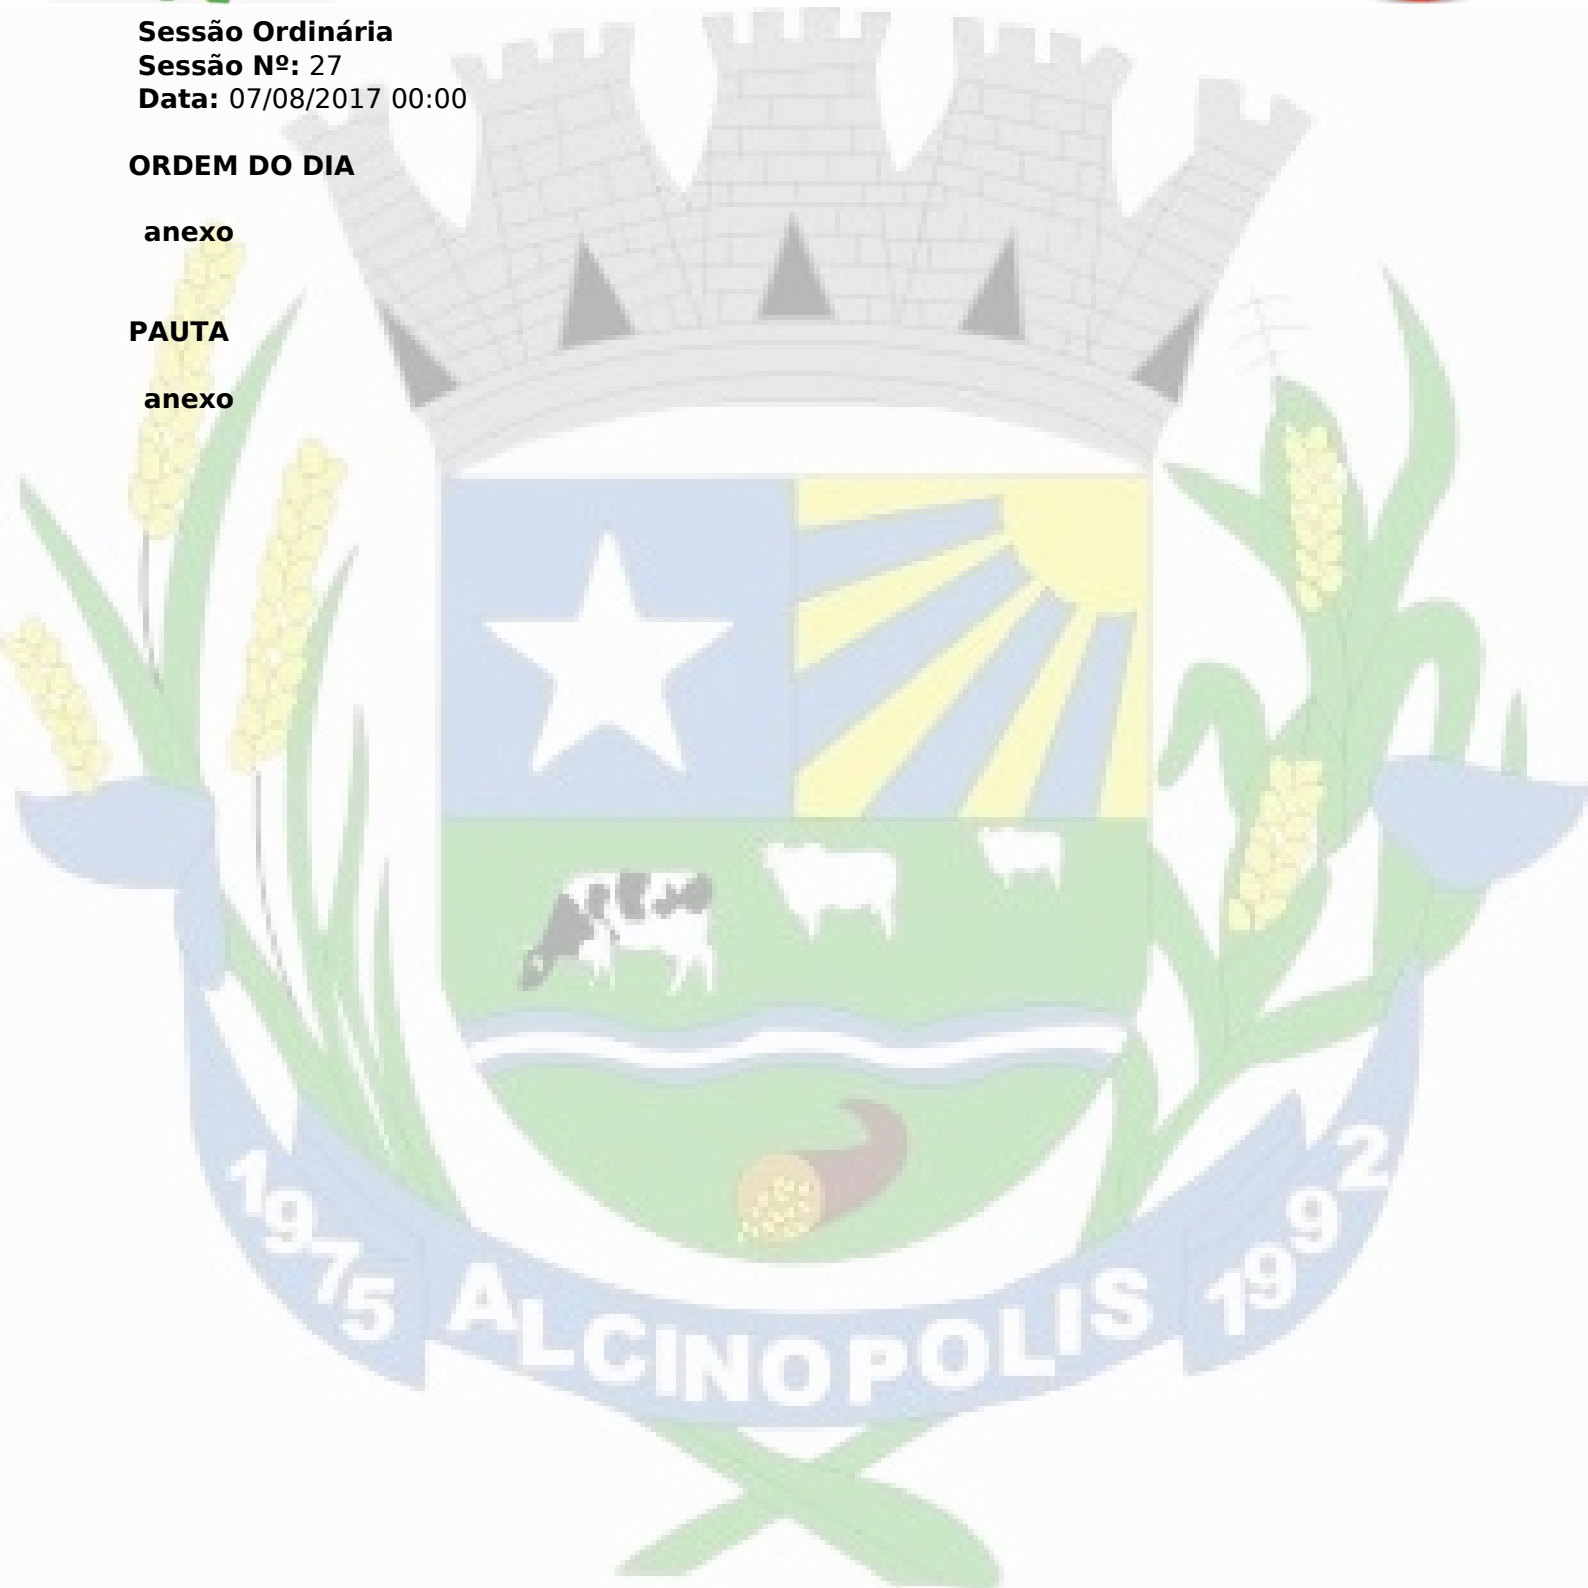 Sessão Ordinária
Sessão Nº: 27
Data: 07/08/2017 00:00
ORDEM DO DIA
anexo
PAUTA
anexo
1975 ALCINOPOLIS 1992